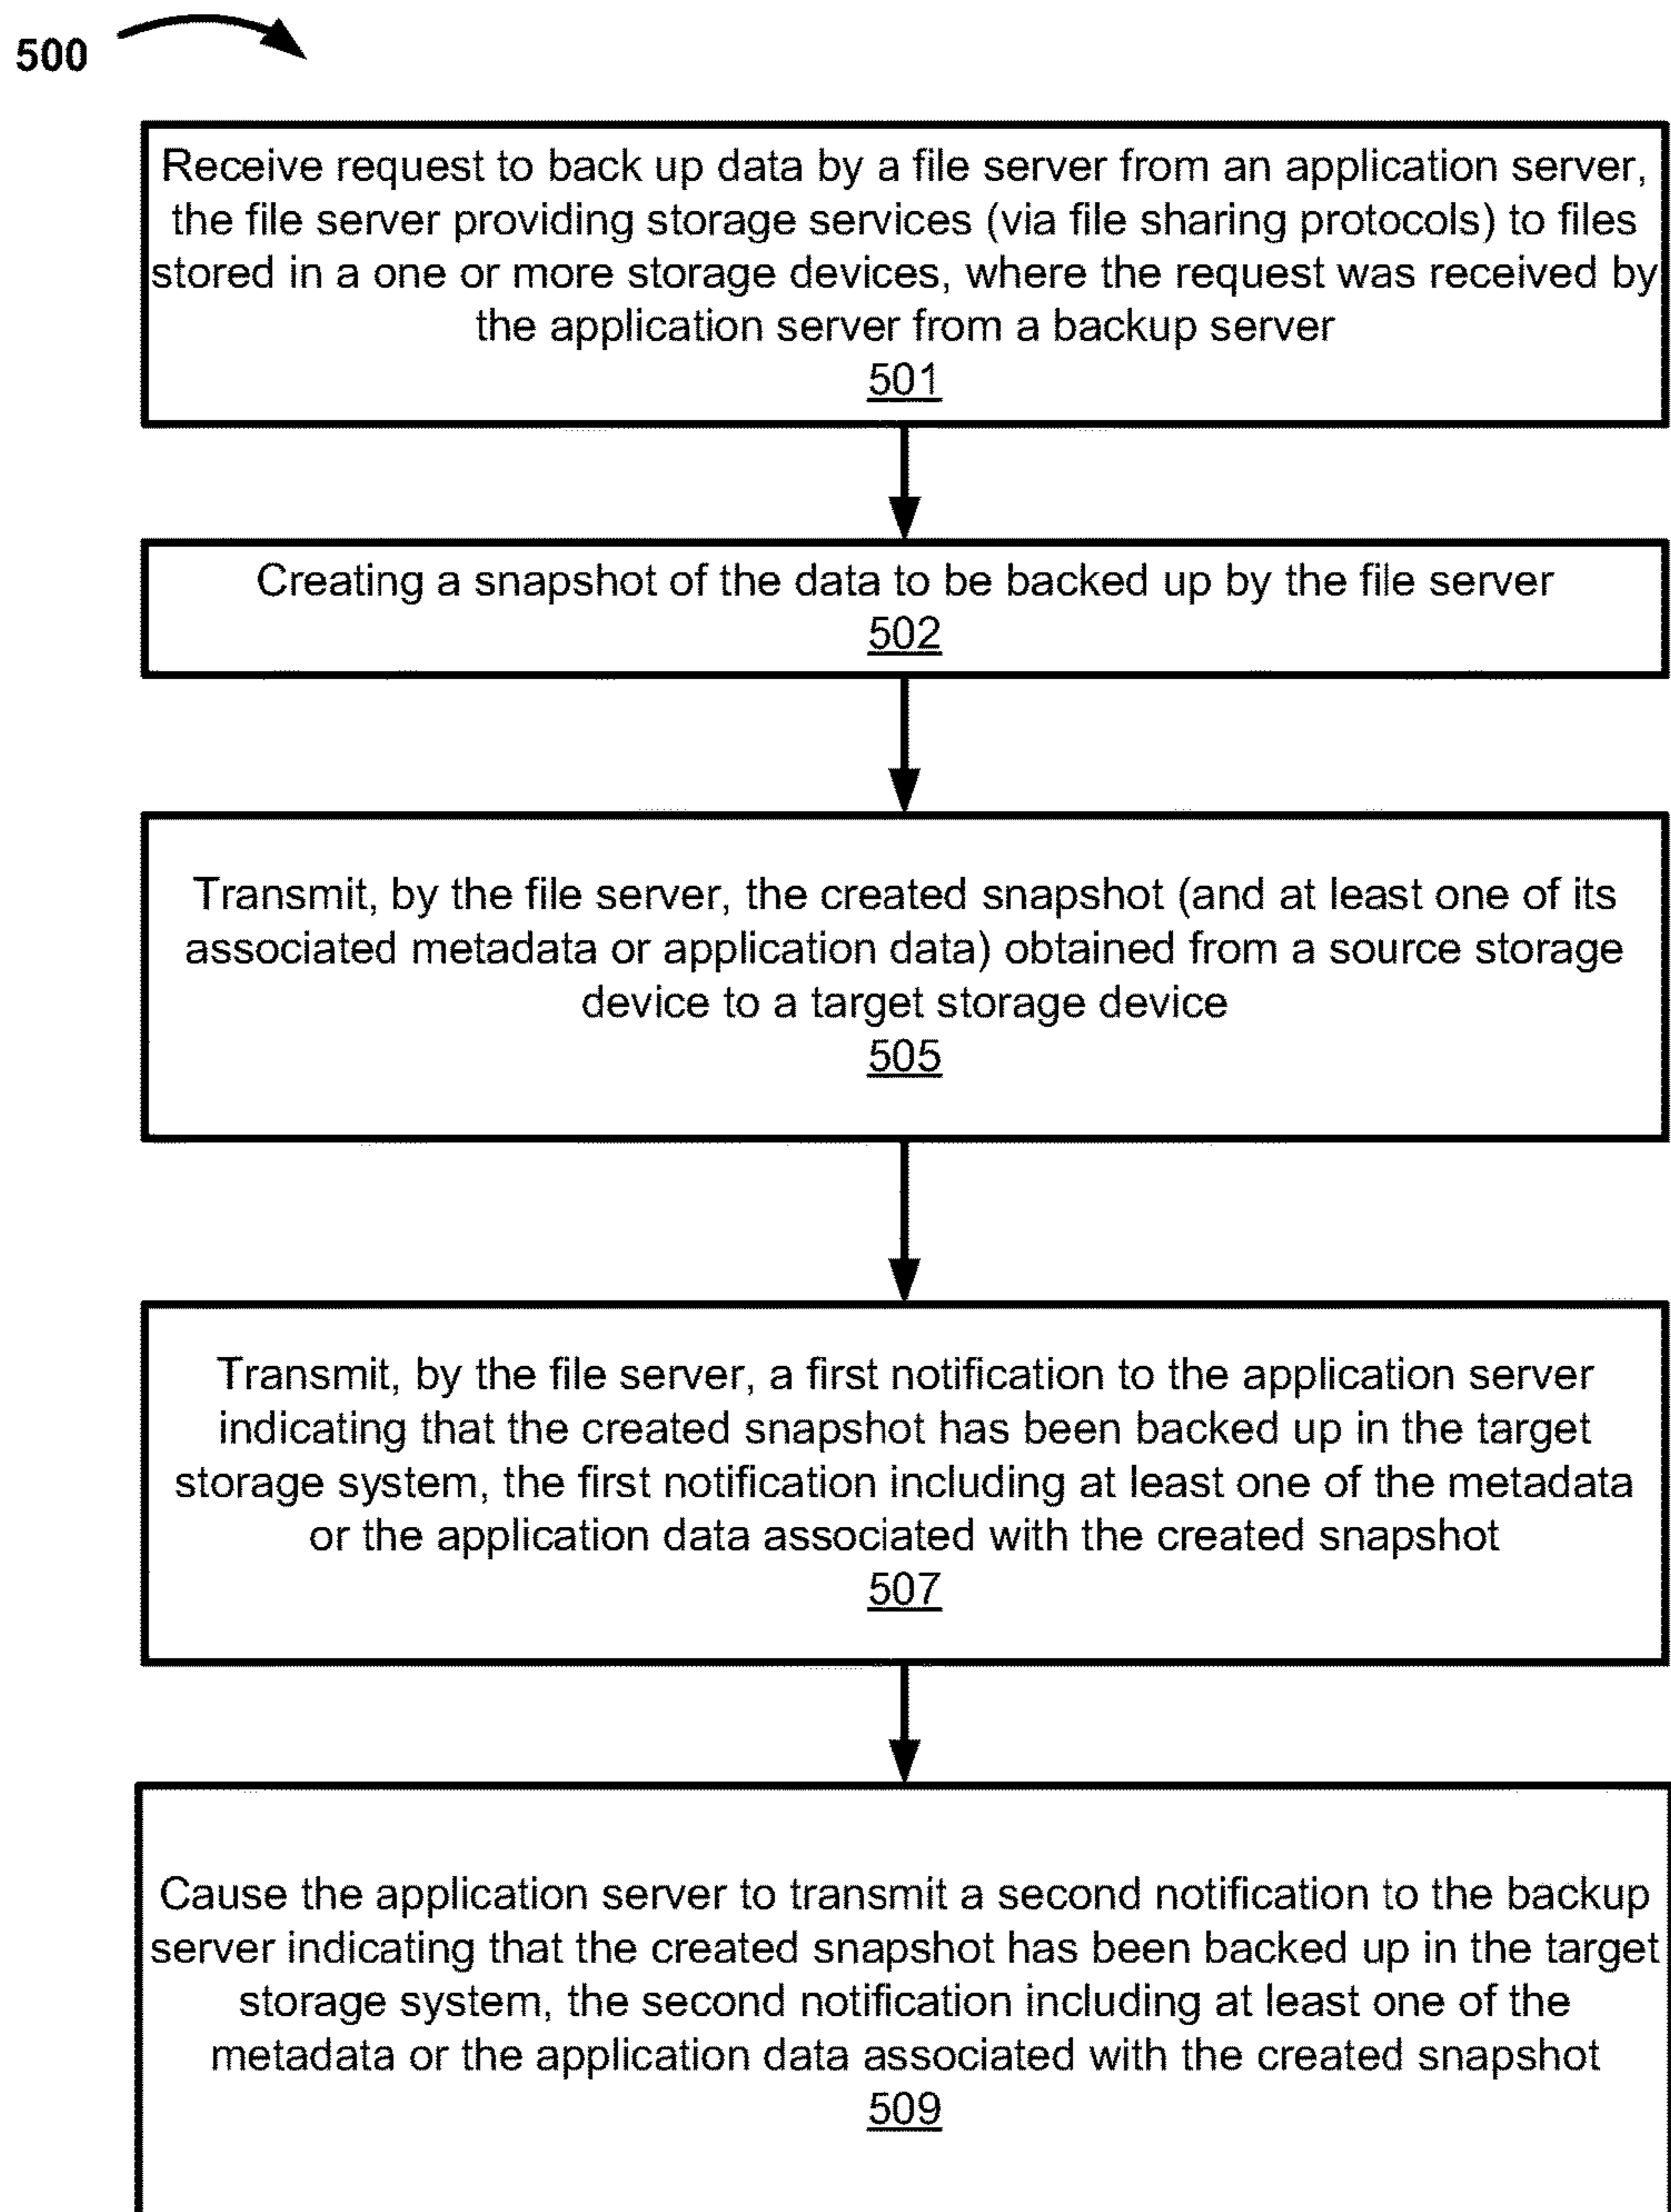 500
Receive request to back up data by a file server from an application server,
the file server providing storage services (via file sharing protocols) to files
stored in a one or more storage devices, where the request was received by
the application server from a backup server
501
Creating a snapshot of the data to be backed up by the file server
502
Transmit, by the file server, the created snapshot (and at least one of its
associated metadata or application data) obtained from a source storage
device to a target storage device
505
Transmit, by the file server, a first notification to the application server
indicating that the created snapshot has been backed up in the target
storage system, the first notification including at least one of the metadata
or the application data associated with the created snapshot
507
Cause the application server to transmit a second notification to the backup
server indicating that the created snapshot has been backed up in the target
storage system, the second notification including at least one of the
metadata or the application data associated with the created snapshot
509